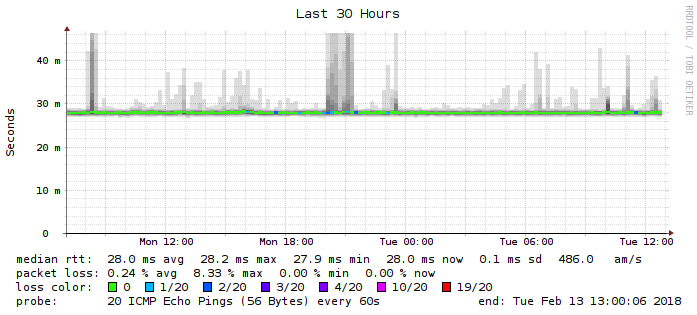 Last 30 Hours
RRDTOOL / TOBI OETIKER
Seconds
40 m
30 m
20 m
10 m
0
Mon 12:00 Mon 18:00 Tue 00:00 Tue 06:00 Tue 12:00
median rtt: 28.0 ms avg 28.2 ms max 27.9 ms min 28.0 ms now 0.1 ms sd 486.0 am/s
packet loss: 0.24 % avg 8.33 % max 0.00 % min 0.00 % now
loss color: 0 1/20 2/20 3/20 4/20 10/20 19/20
probe: 20 ICMP Echo Pings (56 Bytes) every 60s end: Tue Feb 13 13:00:06 2018